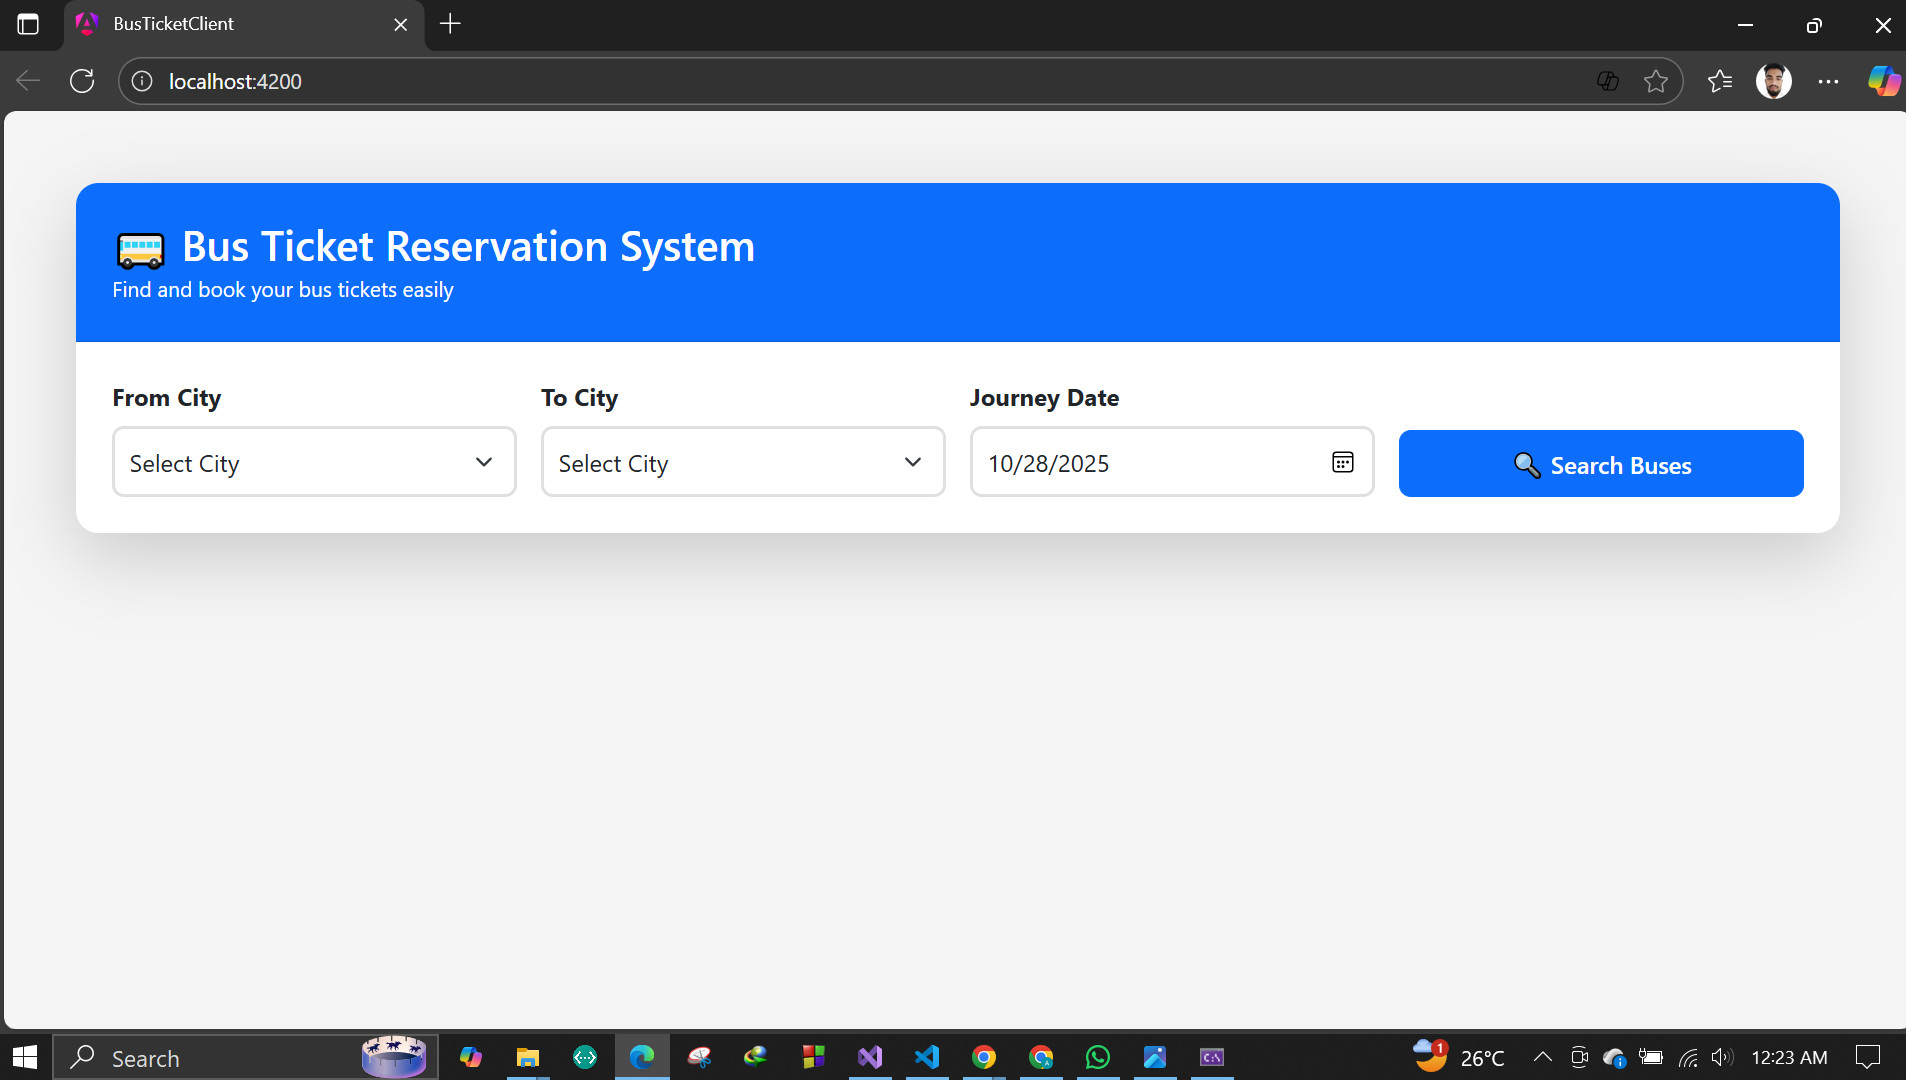 BusTicketClient
localhost:4200
Bus Ticket Reservation System
Find and book your bus tickets easily
From City
To City
Journey Date
Select City
Select City
10/28/2025
Search Buses
Search
1
26°C
12:23 AM